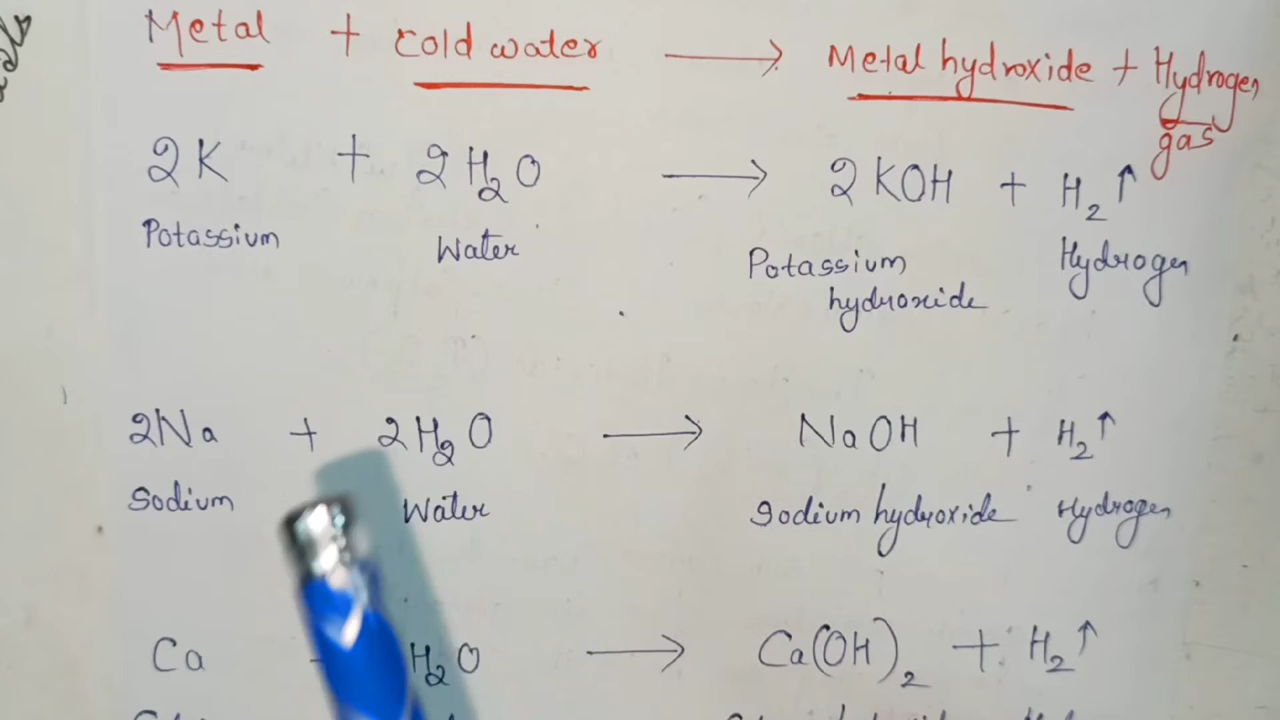 Metal + cold water → Metal hydroxide + Hydrogen gas
2K + 2H₂O → 2KOH + H₂↑
Potassium Water Potassium hydroxide Hydrogen
2Na + 2H₂O → NaOH + H₂↑
Sodium Water Sodium hydroxide Hydrogen
Ca H₂O → Ca(OH)₂ + H₂↑